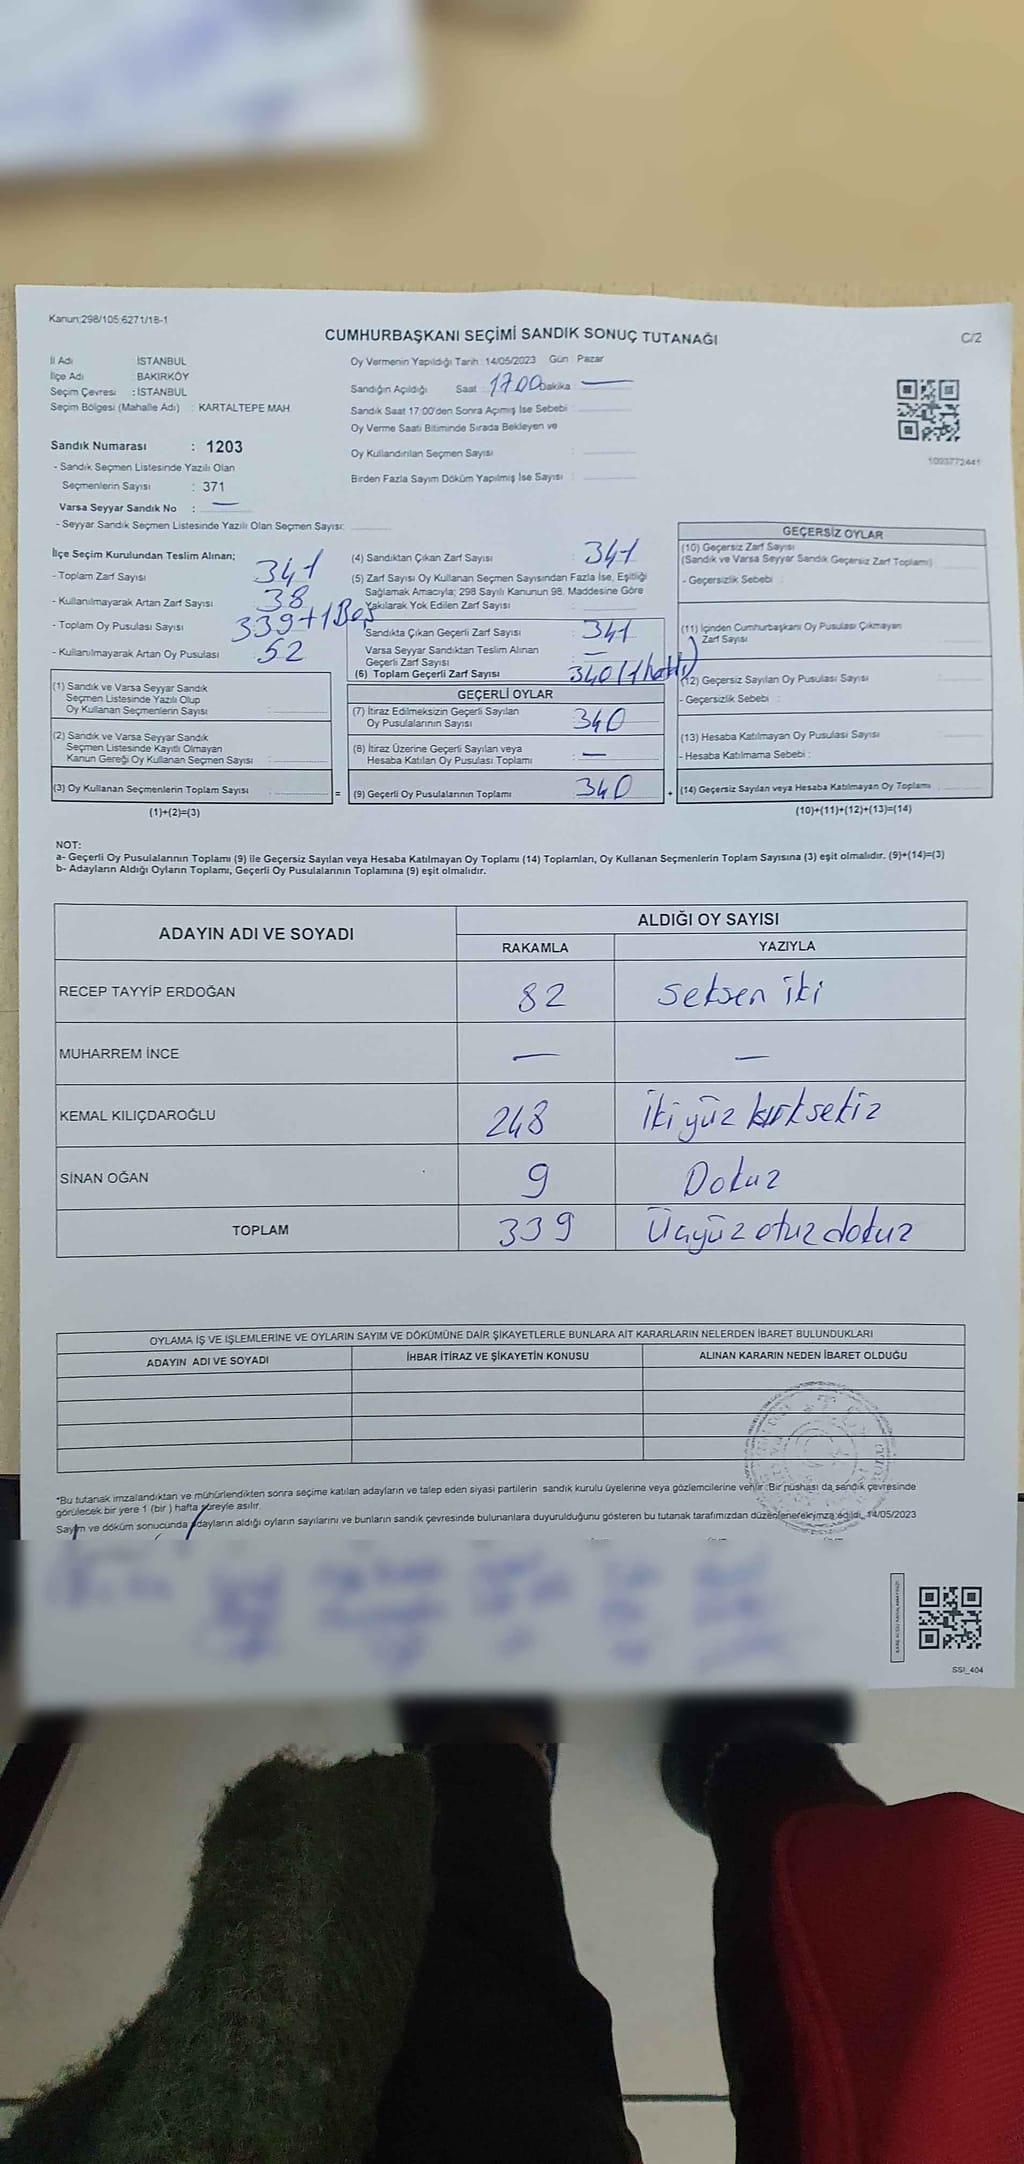 Kanun;298/105,6271/18-1
CUMHURBAŞKANI SEÇİMİ SANDIK SONUÇ TUTANAĞI
C/2
İl Adı : İSTANBUL
İlçe Adı : BAKIRKÖY
Seçim Çevresi : İSTANBUL
Seçim Bölgesi (Mahalle Adı) : KARTALTEPE MAH.
Oy Vermenin Yapıldığı Tarih : 14/05/2023 Gün : Pazar
Sandığın Açıldığı Saat : 17.00 Dakika : —
Sandık Saat 17:00'den Sonra Açımış İse Sebebi :
Oy Verme Saati Bitiminde Sırada Bekleyen ve
Oy Kullandırılan Seçmen Sayısı :
Birden Fazla Sayım Döküm Yapılmış İse Sayısı :
1093772441
Sandık Numarası : 1203
- Sandık Seçmen Listesinde Yazılı Olan
Seçmenlerin Sayısı : 371
Varsa Seyyar Sandık No : —
- Seyyar Sandık Seçmen Listesinde Yazılı Olan Seçmen Sayısı:
İlçe Seçim Kurulundan Teslim Alınan;
- Toplam Zarf Sayısı 341
- Kullanılmayarak Artan Zarf Sayısı 38
- Toplam Oy Pusulası Sayısı 339+1 Boş
- Kullanılmayarak Artan Oy Pusulası 52
(1) Sandık ve Varsa Seyyar Sandık
Seçmen Listesinde Yazılı Olup
Oy Kullanan Seçmenlerin Sayısı :
(2) Sandık ve Varsa Seyyar Sandık
Seçmen Listesinde Kayıtlı Olmayan
Kanun Gereği Oy Kullanan Seçmen Sayısı :
(3) Oy Kullanan Seçmenlerin Toplam Sayısı :
(1)+(2)=(3)
=
(4) Sandıktan Çıkan Zarf Sayısı : 341
(5) Zarf Sayısı Oy Kullanan Seçmen Sayısından Fazla İse, Eşitliği
Sağlamak Amacıyla; 298 Sayılı Kanunun 98. Maddesine Göre
Yakılarak Yok Edilen Zarf Sayısı :
Sandıkta Çıkan Geçerli Zarf Sayısı : 341
Varsa Seyyar Sandıktan Teslim Alınan
Geçerli Zarf Sayısı : —
(6) Toplam Geçerli Zarf Sayısı 340 (1
GEÇERLİ OYLAR
(7) İtiraz Edilmeksizin Geçerli Sayılan
Oy Pusulalarının Sayısı : 340
(8) İtiraz Üzerine Geçerli Sayılan veya
Hesaba Katılan Oy Pusulası Toplamı : —
(9) Geçerli Oy Pusulalarının Toplamı : 340
+
GEÇERSİZ OYLAR
(10) Geçersiz Zarf Sayısı
(Sandık ve Varsa Seyyar Sandık Geçersiz Zarf Toplamı)
- Geçersizlik Sebebi :
(11) İçinden Cumhurbaşkanı Oy Pusulası Çıkmayan
Zarf Sayısı
(12) Geçersiz Sayılan Oy Pusulası Sayısı :
- Geçersizlik Sebebi :
(13) Hesaba Katılmayan Oy Pusulası Sayısı :
- Hesaba Katılmama Sebebi :
(14) Geçersiz Sayılan veya Hesaba Katılmayan Oy Toplamı
(10)+(11)+(12)+(13)=(14)
NOT:
a- Geçerli Oy Pusulalarının Toplamı (9) ile Geçersiz Sayılan veya Hesaba Katılmayan Oy Toplamı (14) Toplamları, Oy Kullanan Seçmenlerin Toplam Sayısına (3) eşit olmalıdır. (9)+(14)=(3)
b- Adayların Aldığı Oyların Toplamı, Geçerli Oy Pusulalarının Toplamına (9) eşit olmalıdır.
ADAYIN ADI VE SOYADI ALDIĞI OY SAYISI
RAKAMLA YAZIYLA
RECEP TAYYİP ERDOĞAN 82 Seksen iki
MUHARREM İNCE — —
KEMAL KILIÇDAROĞLU 248 İki yüz kırksekiz
SİNAN OĞAN 9 Dokuz
TOPLAM 339 Üçyüz otuz dokuz
OYLAMA İŞ VE İŞLEMLERİNE VE OYLARIN SAYIM VE DÖKÜMÜNE DAİR ŞİKAYETLERLE BUNLARA AİT KARARLARIN NELERDEN İBARET BULUNDUKLARI
ADAYIN ADI VE SOYADI İHBAR İTİRAZ VE ŞİKAYETİN KONUSU ALINAN KARARIN NEDEN İBARET OLDUĞU
*Bu tutanak imzalandıktan ve mühürlendikten sonra seçime katılan adayların ve talep eden siyasi partilerin sandık kurulu üyelerine veya gözlemcilerine verilir. Bir nüshası da sandık çevresinde
görülecek bir yere 1 (bir ) hafta süreyle asılır.
Sayım ve döküm sonucunda adayların aldığı oyların sayılarını ve bunların sandık çevresinde bulunanlara duyurulduğunu gösteren bu tutanak tarafımızdan düzenlenerek imza edildi. 14/05/2023
SSI_404